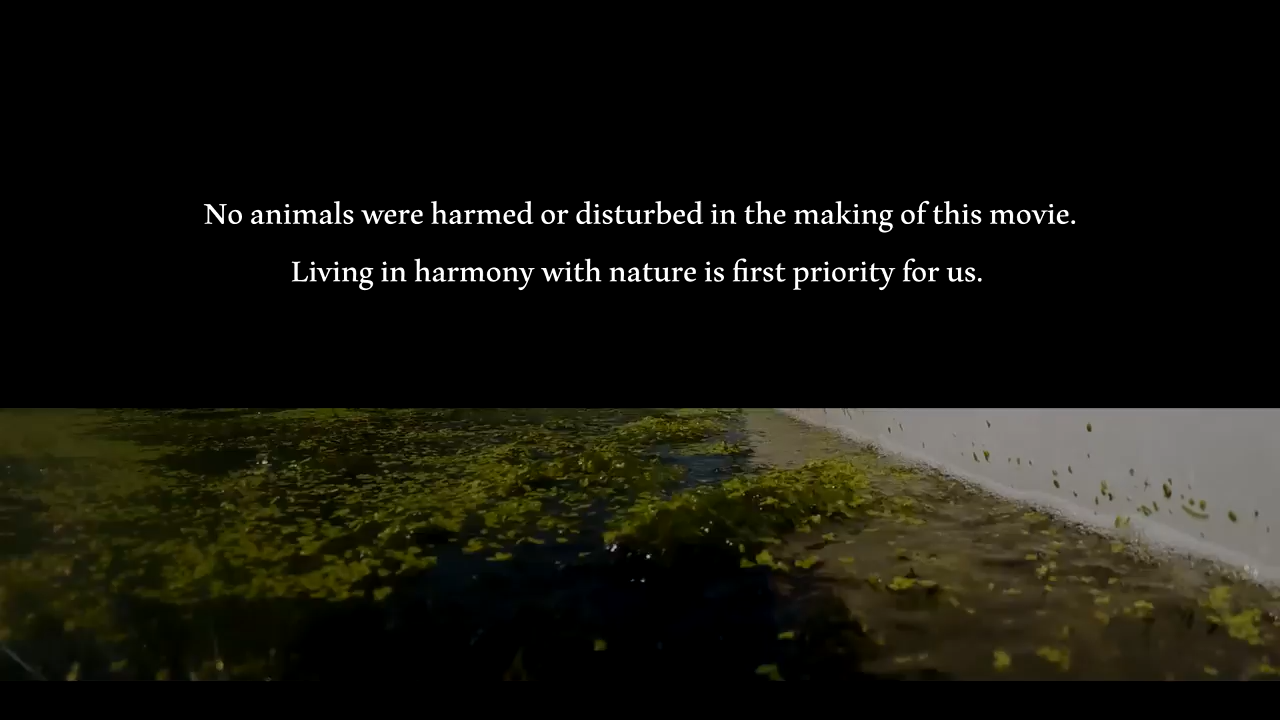 No animals were harmed or disturbed in the making of this movie.
Living in harmony with nature is first priority for us.